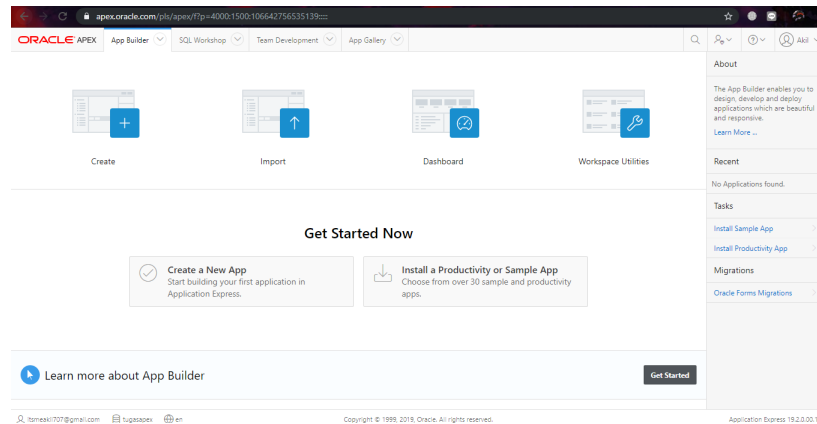 apex.oracle.com/pls/apex/f?p=4000:1500:106642756535139:::::
ORACLE APEX App Builder SQL Workshop Team Development App Gallery Akil
Create
Import
Dashboard
Workspace Utilities
Get Started Now
Create a New App
Start building your first application in
Application Express.
Install a Productivity or Sample App
Choose from over 30 sample and productivity
apps.
Learn more about App Builder
Get Started
About
The App Builder enables you to
design, develop and deploy
applications which are beautiful
and responsive.
Learn More ...
Recent
No Applications found.
Tasks
Install Sample App
Install Productivity App
Migrations
Oracle Forms Migrations
itsmeakil707@gmail.com tugasapex en Copyright © 1999, 2019, Oracle. All rights reserved. Application Express 19.2.0.00.1